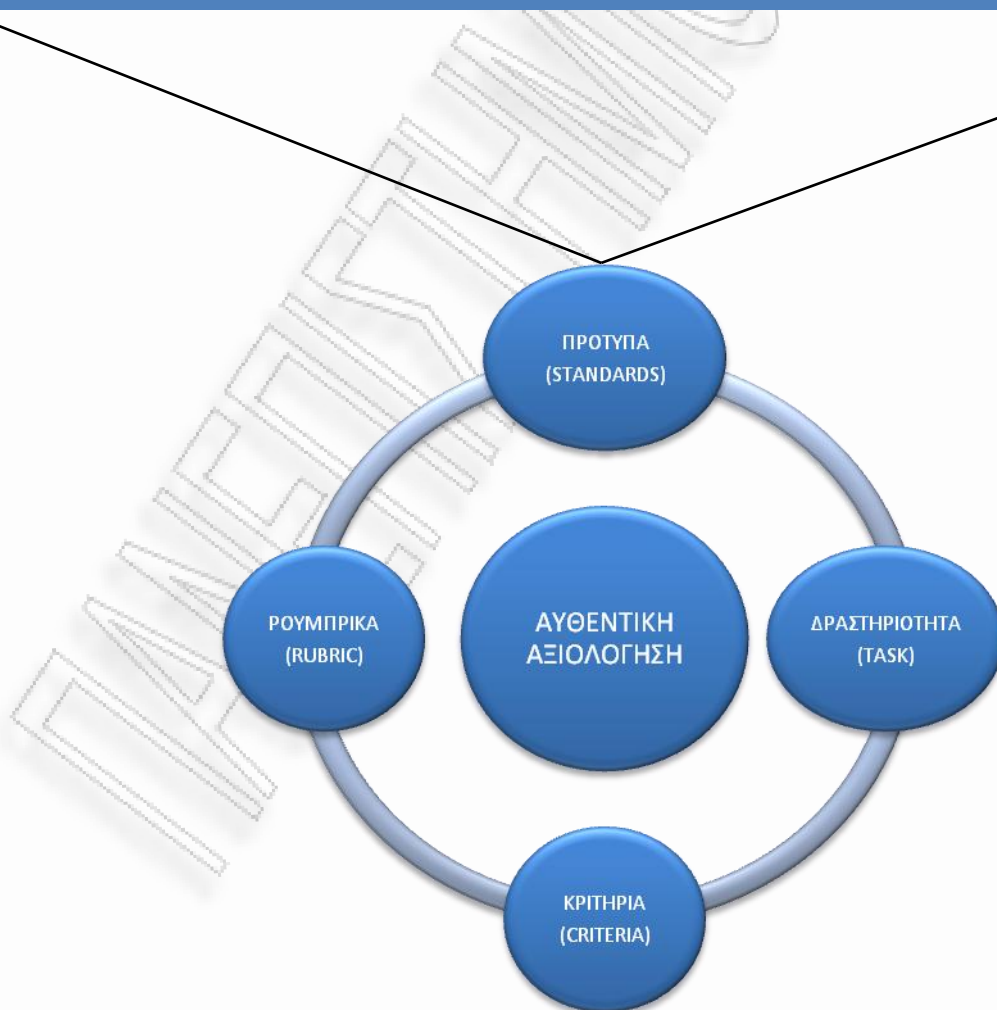 ΠΡΟΤΥΠΑ
(STANDARDS)
ΡΟΥΜΠΡΙΚΑ
(RUBRIC)
ΑΥΘΕΝΤΙΚΗ
ΑΞΙΟΛΟΓΗΣΗ
ΔΡΑΣΤΗΡΙΟΤΗΤΑ
(TASK)
ΚΡΙΤΗΡΙΑ
(CRITERIA)